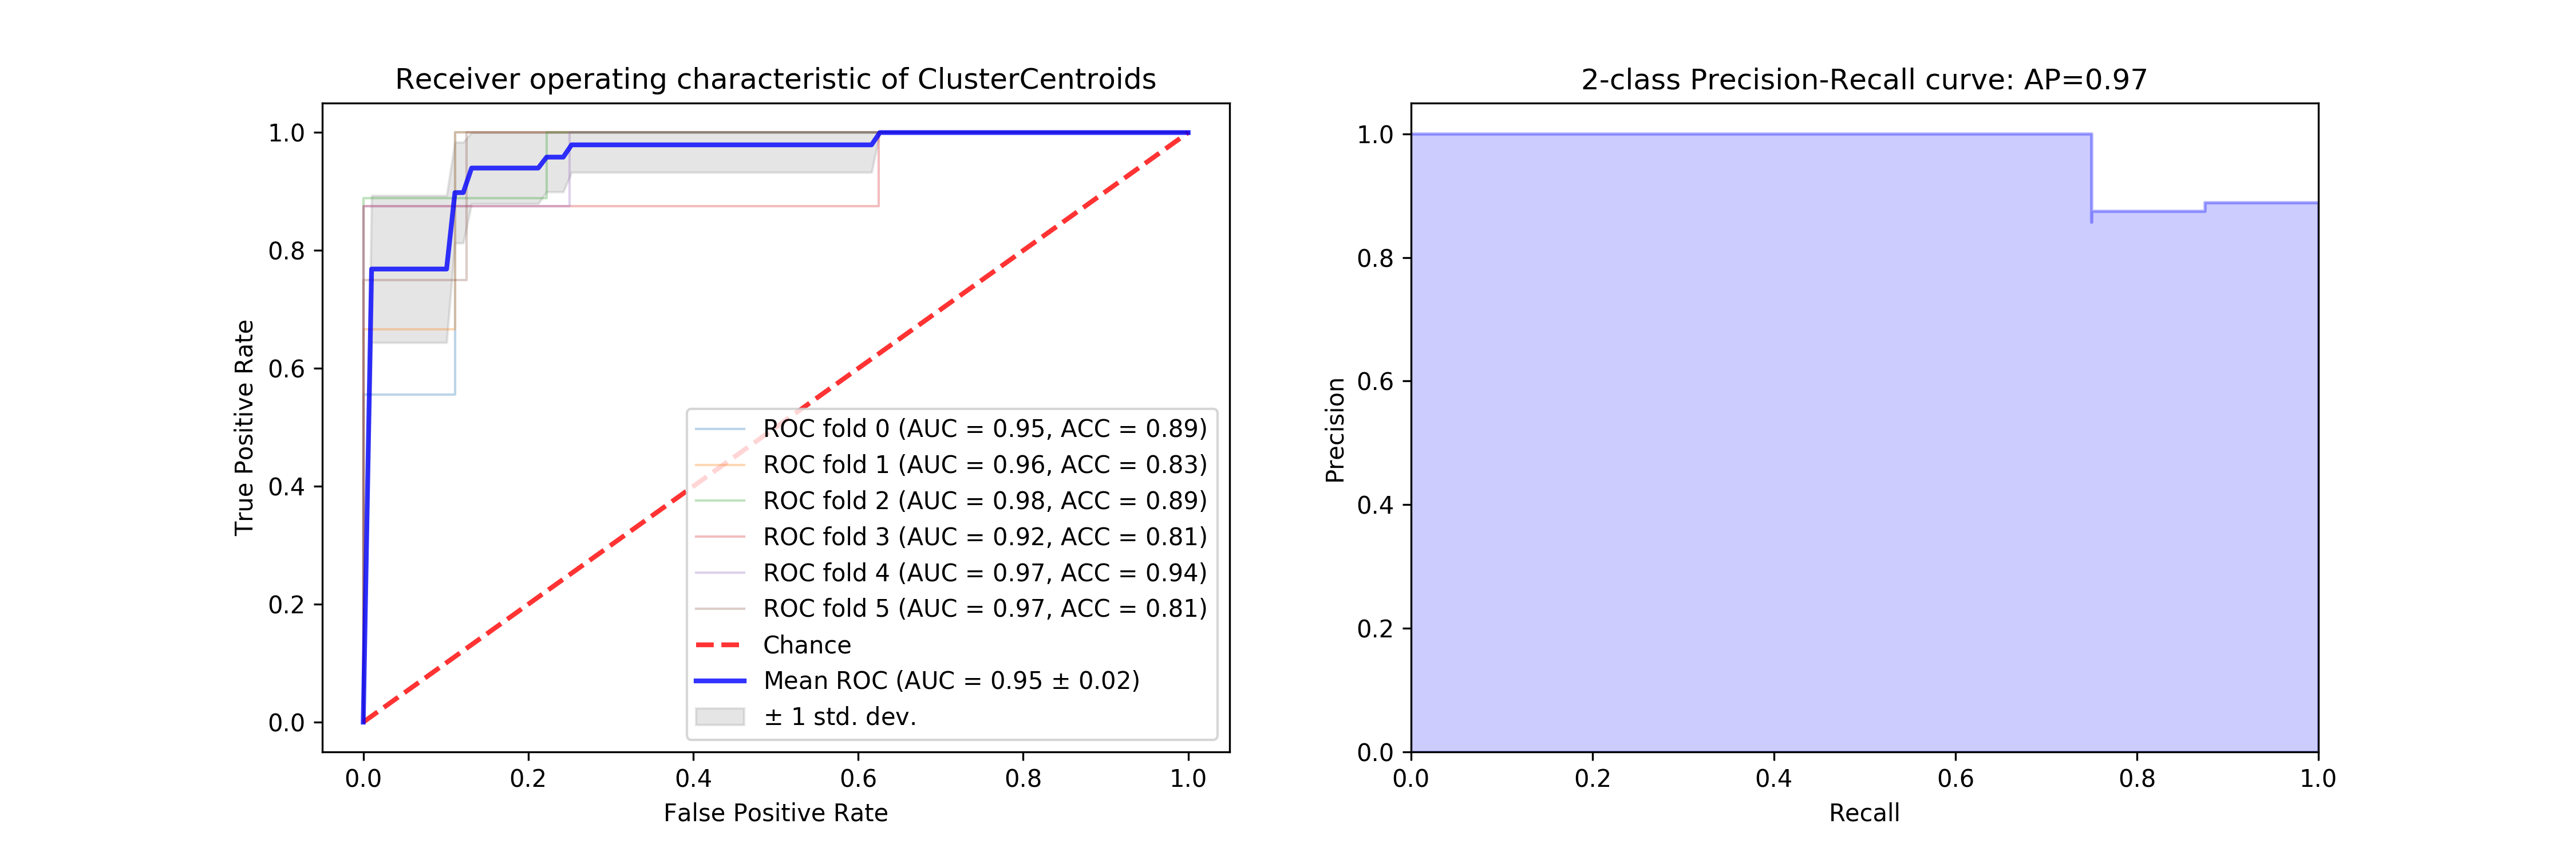 Receiver operating characteristic of ClusterCentroids
True Positive Rate
1.0
0.8
0.6
0.4
0.2
0.0
ROC fold 0 (AUC = 0.95, ACC = 0.89)
ROC fold 1 (AUC = 0.96, ACC = 0.83)
ROC fold 2 (AUC = 0.98, ACC = 0.89)
ROC fold 3 (AUC = 0.92, ACC = 0.81)
ROC fold 4 (AUC = 0.97, ACC = 0.94)
ROC fold 5 (AUC = 0.97, ACC = 0.81)
Chance
Mean ROC (AUC = 0.95 ± 0.02)
± 1 std. dev.
0.0 0.2 0.4 0.6 0.8 1.0
False Positive Rate
2-class Precision-Recall curve: AP=0.97
Precision
1.0
0.8
0.6
0.4
0.2
0.0
0.0 0.2 0.4 0.6 0.8 1.0
Recall